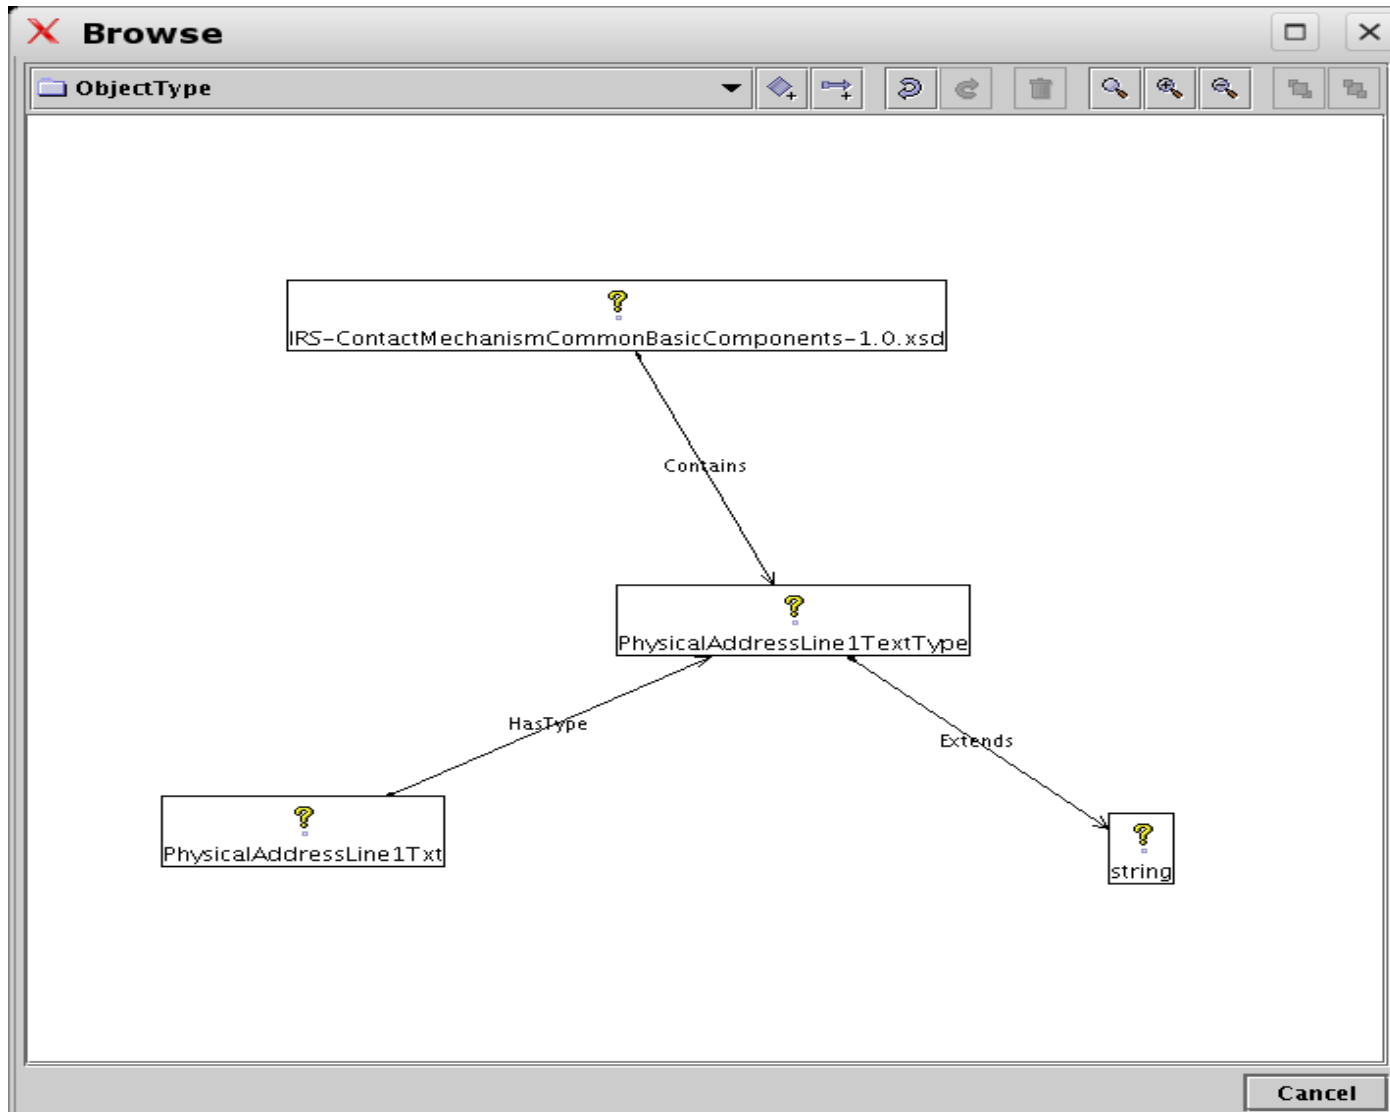 Browse
ObjectType
IRS-ContactMechanismCommonBasicComponents-1.0.xsd
Contains
PhysicalAddressLine1TextType
HasType
Extends
PhysicalAddressLine1Txt
string
Cancel